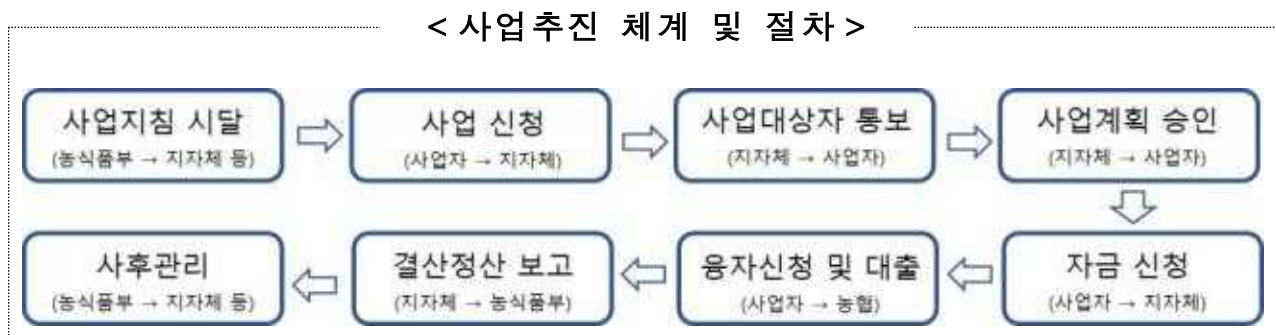 <사업추진 체계 및 절차>
사업지침 시달
(농식품부 → 지자체 등)
사업 신청
(사업자 → 지자체)
사업대상자 통보
(지자체 → 사업자)
사업계획 승인
(지자체 → 사업자)
자금 신청
(사업자 → 지자체)
융자신청 및 대출
(사업자 → 농협)
결산정산 보고
(지자체 → 농식품부)
사후관리
(농식품부 → 지자체 등)